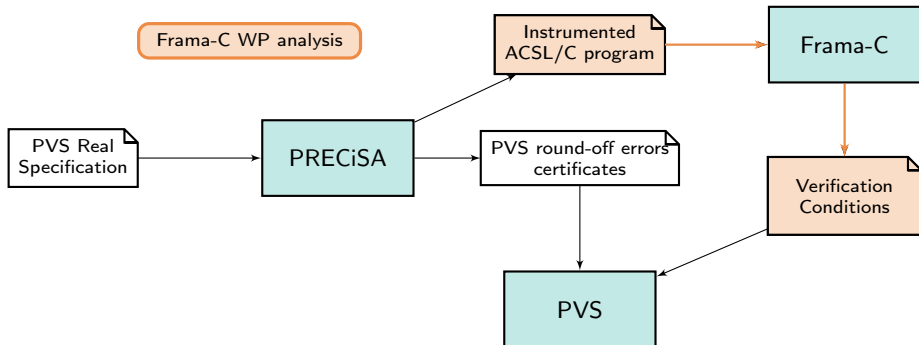 Frama-C WP analysis
Instrumented
ACSL/C program
Frama-C
PVS Real
Specification
PRECiSA
PVS round-off errors
certificates
Verification
Conditions
PVS